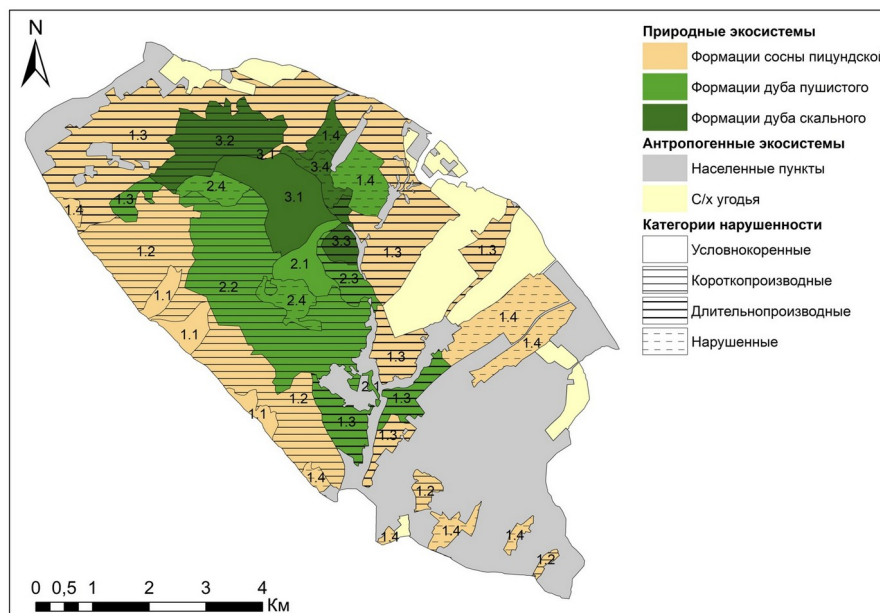 N
Природные экосистемы
Формации сосны пицундской
Формации дуба пушистого
Формации дуба скального
Антропогенные экосистемы
Населенные пункты
С/х угодья
Категории нарушенности
Условнокоренные
Короткопроизводные
Длительнопроизводные
Нарушенные
1.3
3.2
1.4
3.1
3.4
1.4
2.4
1.3
3.1
1.4
1.2
3.3
1.3
1.3
2.1
2.3
1.1
2.2
2.4
1.4
1.1
1.4
1.3
2.1
1.2
1.3
1.1
1.3
1.3
1.4
1.2
1.4
1.4
1.4
1.2
0 0,5 1 2 3 4
Км